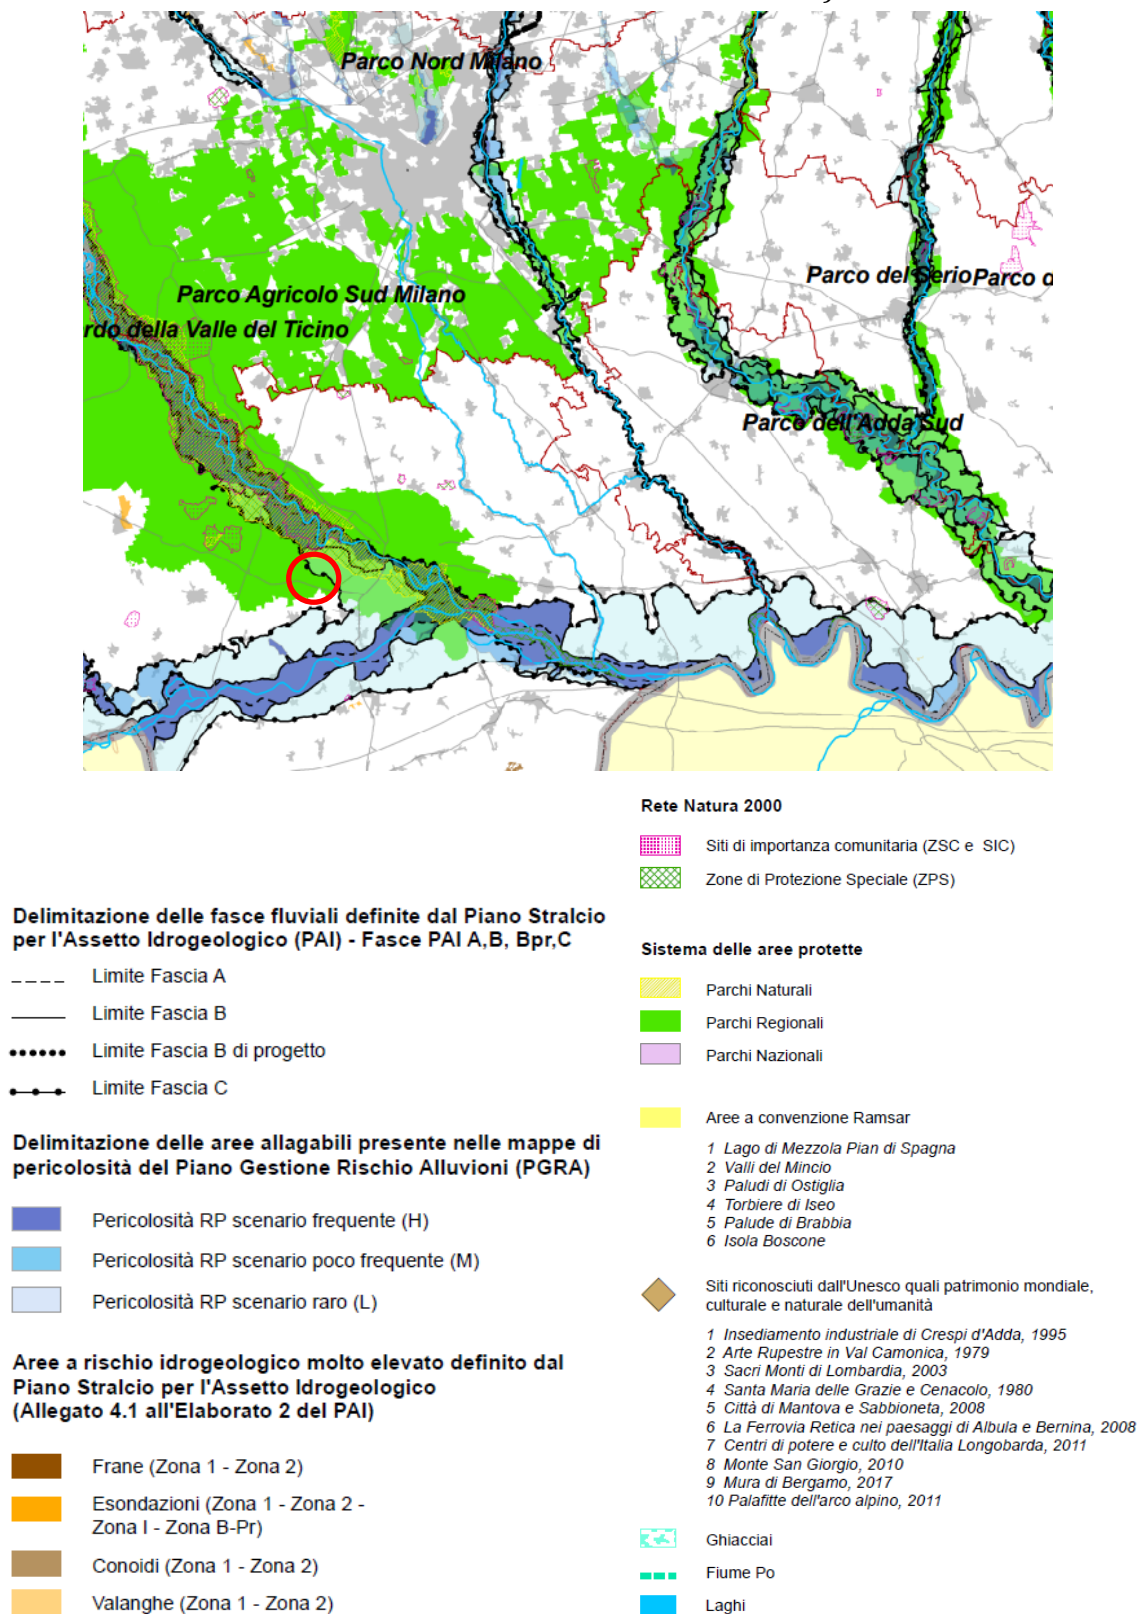 Parco Nord Milano
Parco del Serio
Parco d
Parco Agricolo Sud Milano
rdo della Valle del Ticino
Parco dell'Adda Sud
Rete Natura 2000
Siti di importanza comunitaria (ZSC e SIC)
Zone di Protezione Speciale (ZPS)
Delimitazione delle fasce fluviali definite dal Piano Stralcio
per l'Assetto Idrogeologico (PAI) - Fasce PAI A,B, Bpr,C
Limite Fascia A
Limite Fascia B
Limite Fascia B di progetto
Limite Fascia C
Delimitazione delle aree allagabili presente nelle mappe di
pericolosità del Piano Gestione Rischio Alluvioni (PGRA)
Pericolosità RP scenario frequente (H)
Pericolosità RP scenario poco frequente (M)
Pericolosità RP scenario raro (L)
Aree a rischio idrogeologico molto elevato definito dal
Piano Stralcio per l'Assetto Idrogeologico
(Allegato 4.1 all'Elaborato 2 del PAI)
Frane (Zona 1 - Zona 2)
Esondazioni (Zona 1 - Zona 2 -
Zona I - Zona B-Pr)
Conoidi (Zona 1 - Zona 2)
Valanghe (Zona 1 - Zona 2)
Sistema delle aree protette
Parchi Naturali
Parchi Regionali
Parchi Nazionali
Aree a convenzione Ramsar
1 Lago di Mezzola Pian di Spagna
2 Valli del Mincio
3 Paludi di Ostiglia
4 Torbiere di Iseo
5 Palude di Brabbia
6 Isola Boscone
Siti riconosciuti dall'Unesco quali patrimonio mondiale,
culturale e naturale dell'umanità
1 Insediamento industriale di Crespi d'Adda, 1995
2 Arte Rupestre in Val Camonica, 1979
3 Sacri Monti di Lombardia, 2003
4 Santa Maria delle Grazie e Cenacolo, 1980
5 Città di Mantova e Sabbioneta, 2008
6 La Ferrovia Retica nei paesaggi di Albula e Bernina, 2008
7 Centri di potere e culto dell'Italia Longobarda, 2011
8 Monte San Giorgio, 2010
9 Mura di Bergamo, 2017
10 Palafitte dell'arco alpino, 2011
Ghiacciai
Fiume Po
Laghi